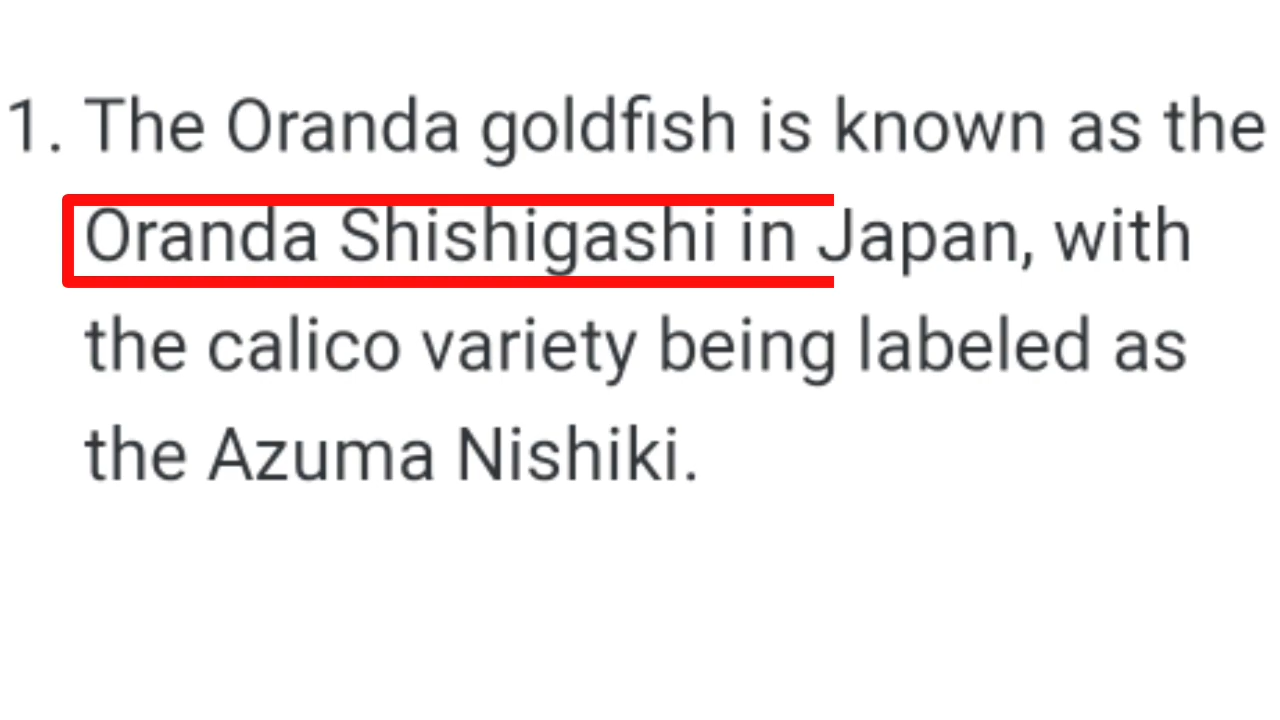 1. The Oranda goldfish is known as the
Oranda Shishigashi in Japan, with
the calico variety being labeled as
the Azuma Nishiki.